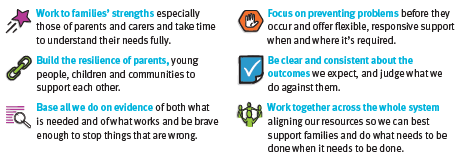 Work to families' strengths especially
those of parents and carers and take time
to understand their needs fully.
Build the resilience of parents, young
people, children and communities to
support each other.
Base all we do on evidence of both what
is needed and of what works and be brave
enough to stop things that are wrong.
Focus on preventing problems before they
occur and offer flexible, responsive support
when and where it's required.
Be clear and consistent about the
outcomes we expect, and judge what we
do against them.
Work together across the whole system
aligning our resources so we can best
support families and do what needs to be
done when it needs to be done.